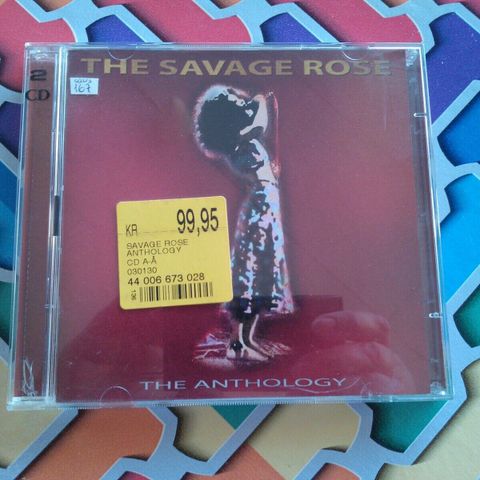 2
CD
THE SAVAGE ROSE
167
KR 99,95
SAVAGE ROSE
ANTHOLOGY
CD A-Å
030130
44 006 673 028
THE ANTHOLOGY